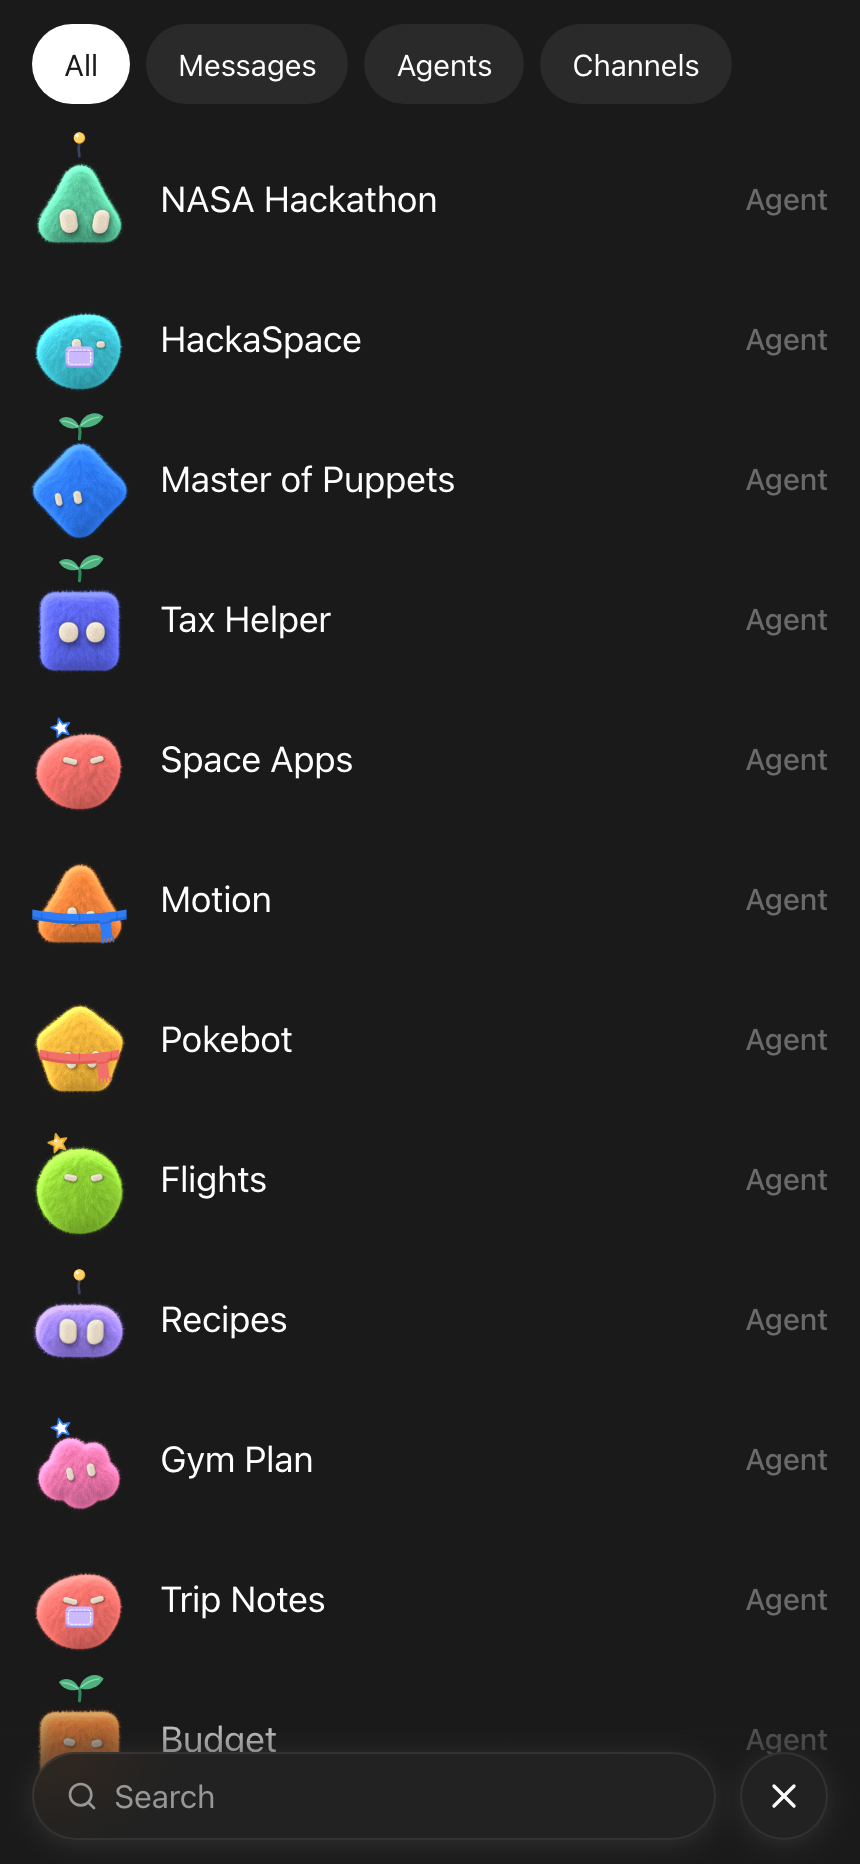 All
Messages
Agents
Channels
NASA Hackathon
Agent
HackaSpace
Agent
Master of Puppets
Agent
Tax Helper
Agent
Space Apps
Agent
Motion
Agent
Pokebot
Agent
Flights
Agent
Recipes
Agent
Gym Plan
Agent
Trip Notes
Agent
Budget
Agent
Search